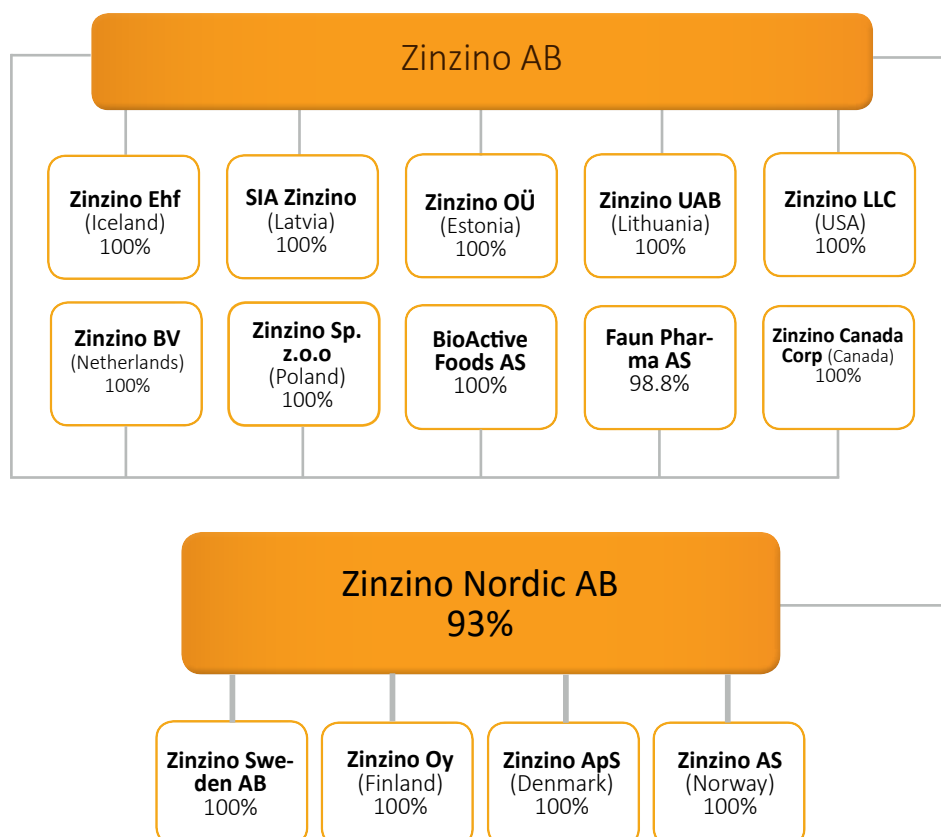 Zinzino AB
Zinzino Ehf
(Iceland)
100%
SIA Zinzino
(Latvia)
100%
Zinzino OÜ
(Estonia)
100%
Zinzino UAB
(Lithuania)
100%
Zinzino LLC
(USA)
100%
Zinzino BV
(Netherlands)
100%
Zinzino Sp.
z.o.o
(Poland)
100%
BioActive
Foods AS
100%
Faun Phar-
ma AS
98.8%
Zinzino Canada
Corp (Canada)
100%
Zinzino Nordic AB
93%
Zinzino Swe-
den AB
100%
Zinzino Oy
(Finland)
100%
Zinzino ApS
(Denmark)
100%
Zinzino AS
(Norway)
100%